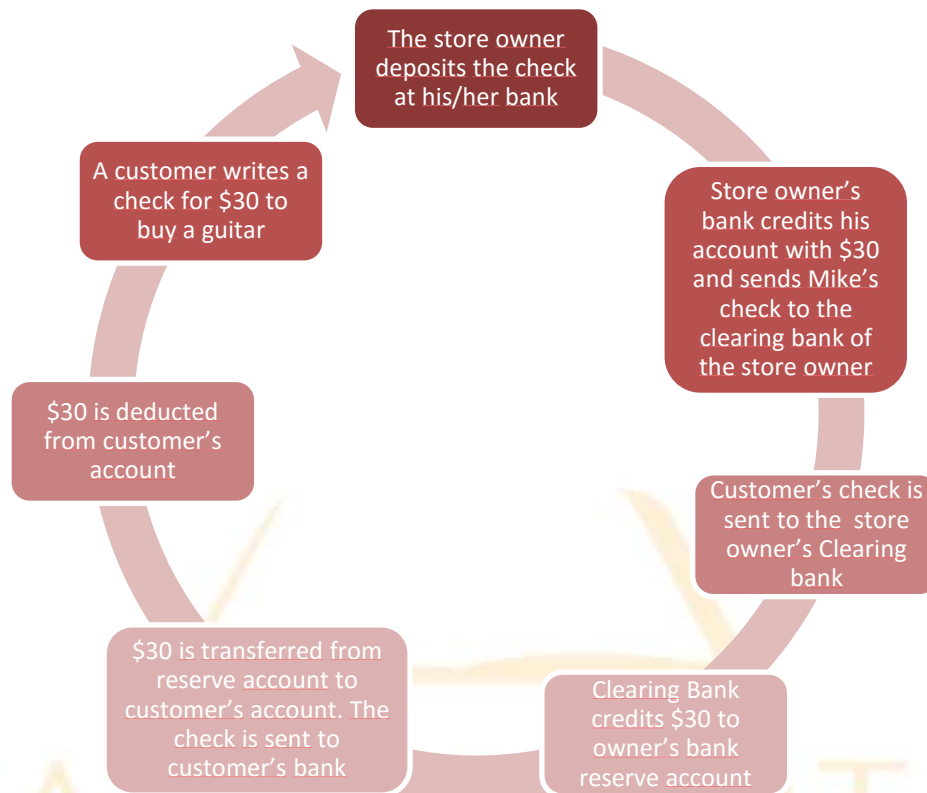 The store owner
deposits the check
at his/her bank
Store owner's
bank credits his
account with $30
and sends Mike's
check to the
clearing bank of
the store owner
Customer's check is
sent to the store
owner's Clearing
bank
Clearing Bank
credits $30 to
owner's bank
reserve account
$30 is transferred from
reserve account to
customer's account. The
check is sent to
customer's bank
$30 is deducted
from customer's
account
A customer writes a
check for $30 to
buy a guitar